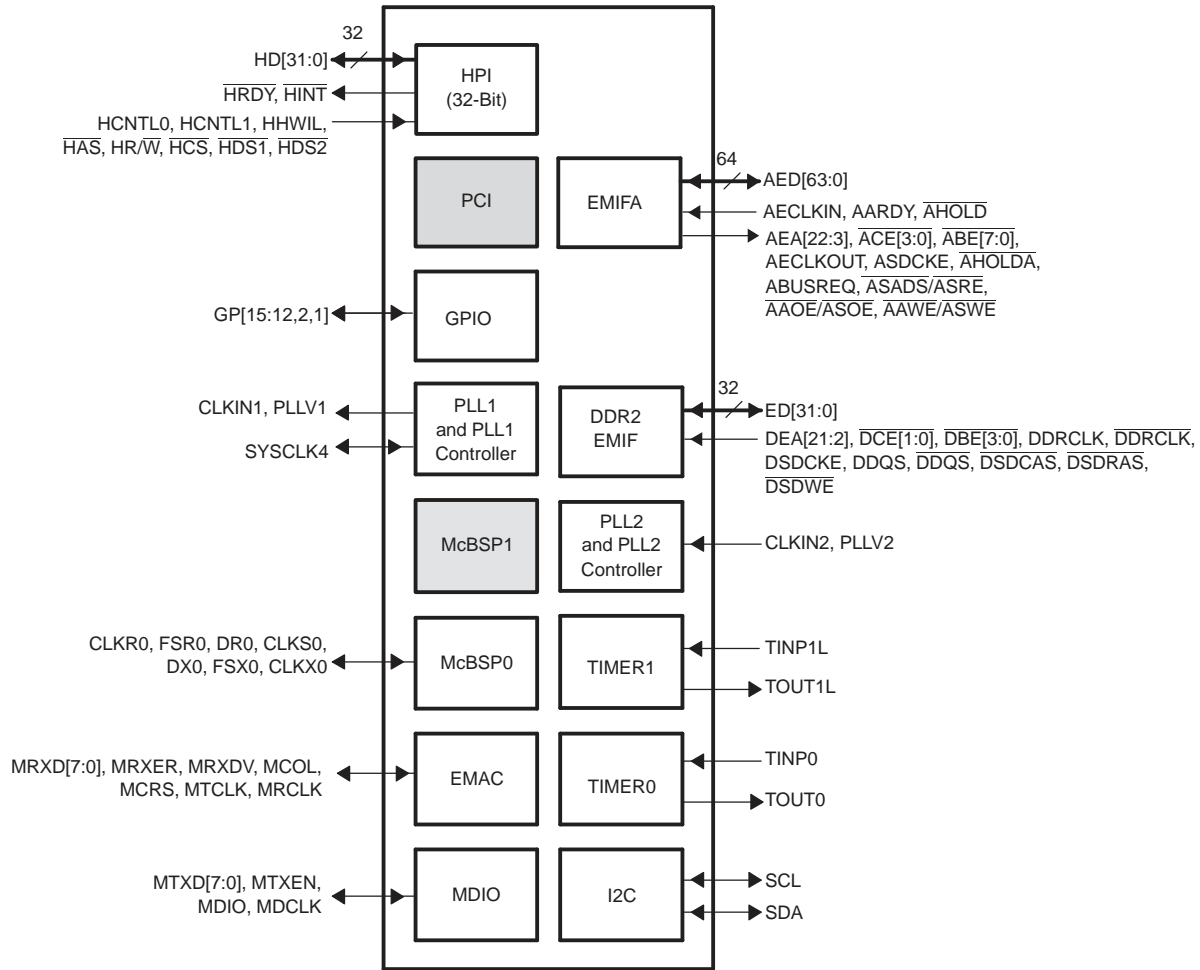 32
HD[31:0]
HRDY, HINT
HCNTL0, HCNTL1, HHWIL,
HAS, HR/W, HCS, HDS1, HDS2
HPI
(32-Bit)
PCI
EMIFA
64
AED[63:0]
AECLKIN, AARDY, AHOLD
AEA[22:3], ACE[3:0], ABE[7:0],
AECLKOUT, ASDCKE, AHOLDA,
ABUSREQ, ASADS/ASRE,
AAOE/ASOE, AAWE/ASWE
GP[15:12,2,1]
GPIO
CLKIN1, PLLV1
SYSCLK4
PLL1
and PLL1
Controller
DDR2
EMIF
32
ED[31:0]
DEA[21:2], DCE[1:0], DBE[3:0], DDRCLK, DDRCLK,
DSDCKE, DDQS, DDQS, DSDCAS, DSDRAS,
DSDWE
McBSP1
PLL2
and PLL2
Controller
CLKIN2, PLLV2
CLKR0, FSR0, DR0, CLKS0,
DX0, FSX0, CLKX0
McBSP0
TIMER1
TINP1L
TOUT1L
MRXD[7:0], MRXER, MRXDV, MCOL,
MCRS, MTCLK, MRCLK
EMAC
TIMER0
TINP0
TOUT0
MTXD[7:0], MTXEN,
MDIO, MDCLK
MDIO
I2C
SCL
SDA